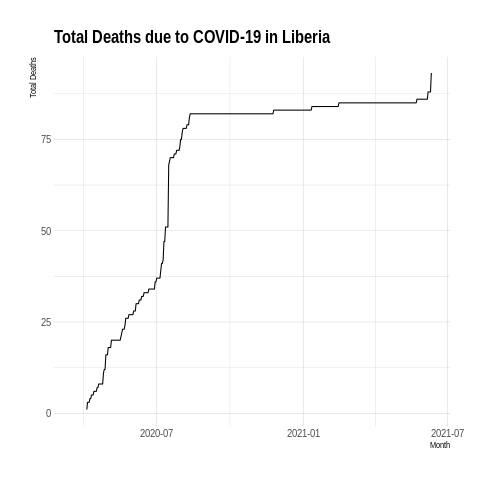 Total Deaths due to COVID-19 in Liberia
Total Deaths
75
50
25
0
2020-07
2021-01
2021-07
Month